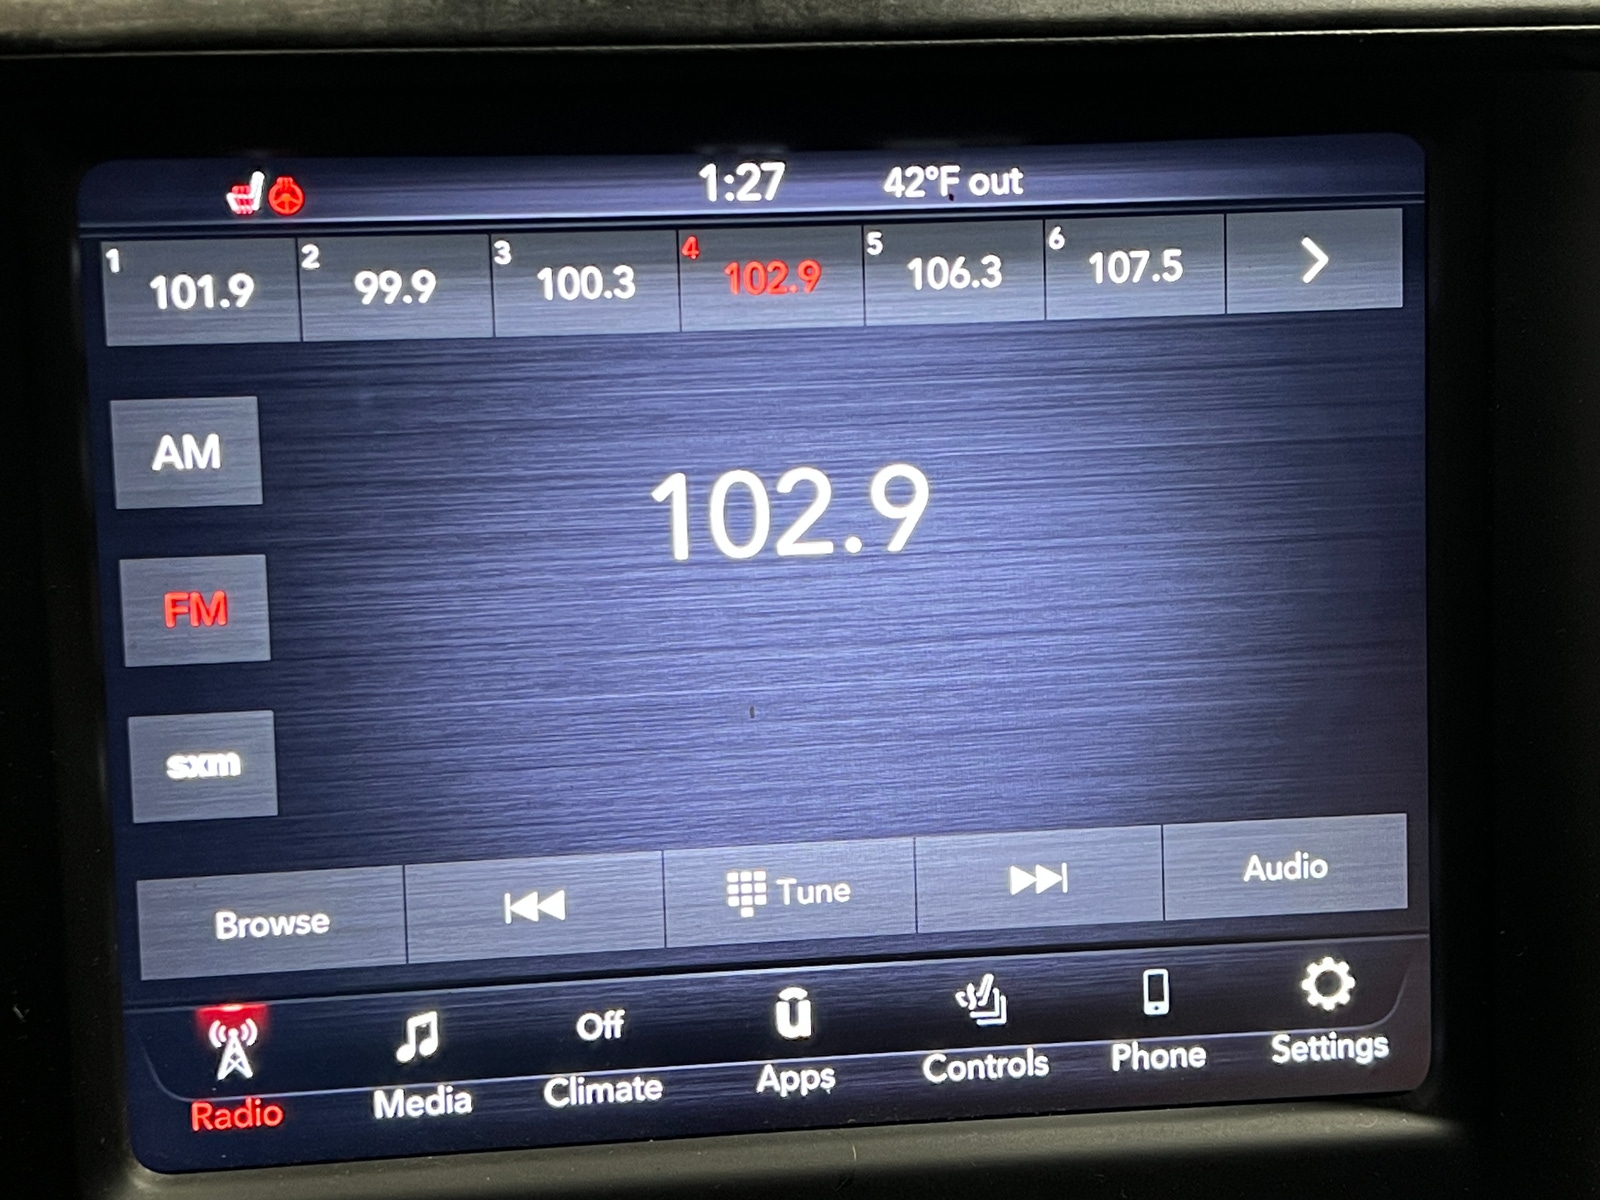 1:27 42°F out
1 101.9 2 99.9 3 100.3 4 102.9 5 106.3 6 107.5
AM
102.9
FM
sxm
Browse Tune Audio
Off
Radio Media Climate Apps Controls Phone Settings